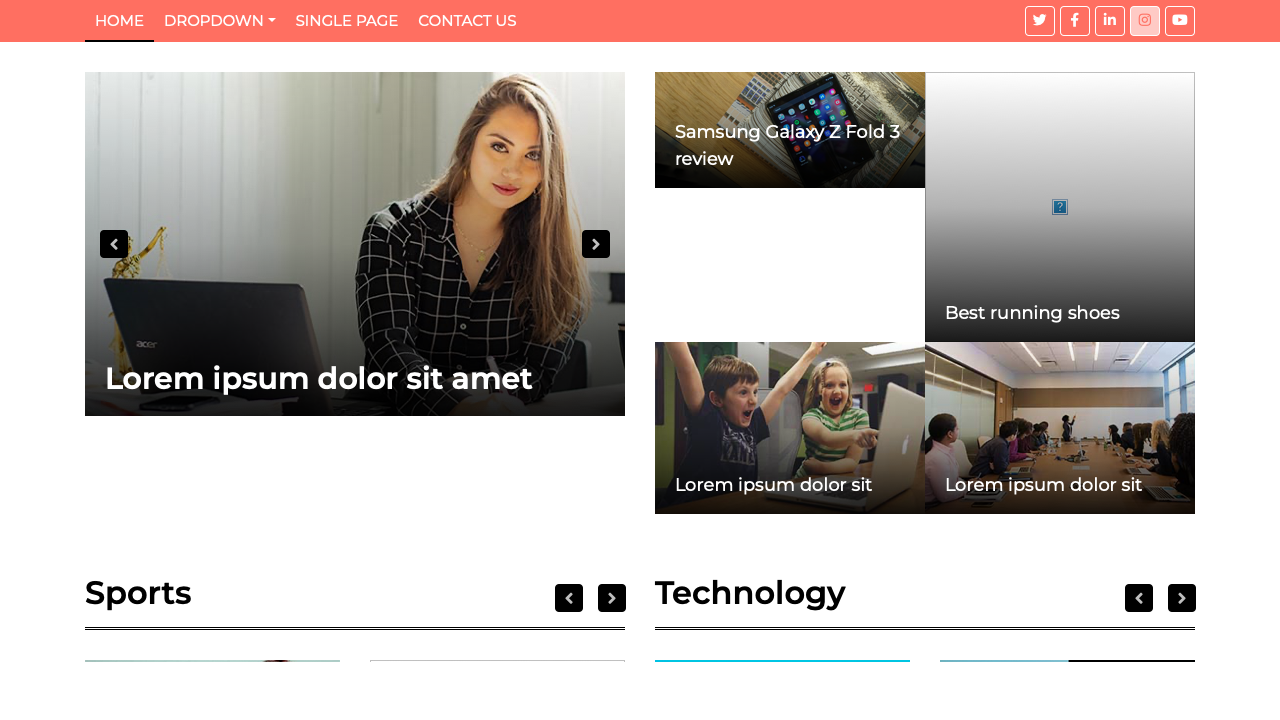 HOME DROPDOWN SINGLE PAGE CONTACT US
Lorem ipsum dolor sit amet
acer
Samsung Galaxy Z Fold 3
review
?
Best running shoes
Lorem ipsum dolor sit
Lorem ipsum dolor sit
Sports
Technology